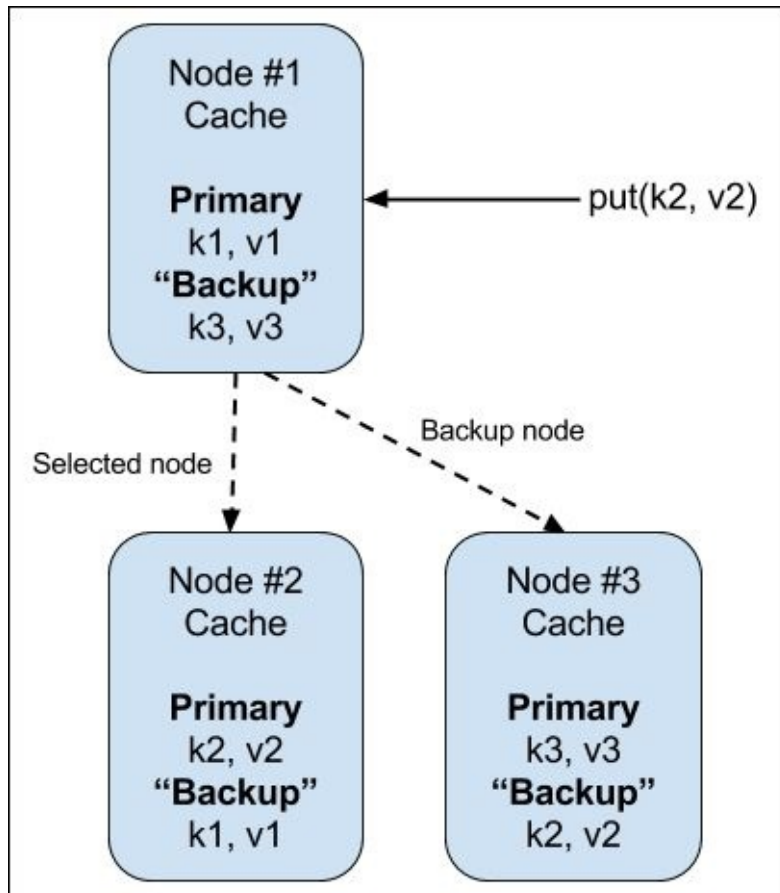 Node #1
Cache
Primary
k1, v1
“Backup”
k3, v3
put(k2, v2)
Selected node
Backup node
Node #2
Cache
Primary
k2, v2
“Backup”
k1, v1
Node #3
Cache
Primary
k3, v3
“Backup”
k2, v2